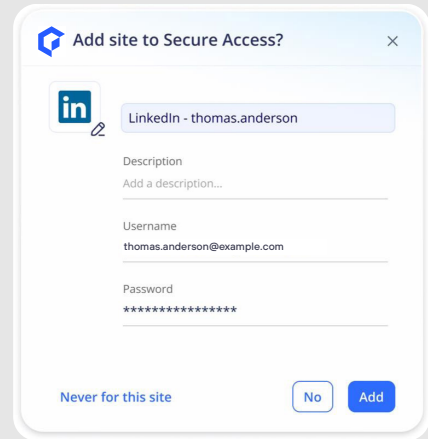 Add site to Secure Access?
in
LinkedIn - thomas.anderson
Description
Add a description...
Username
thomas.anderson@example.com
Password
****************
Never for this site
No
Add